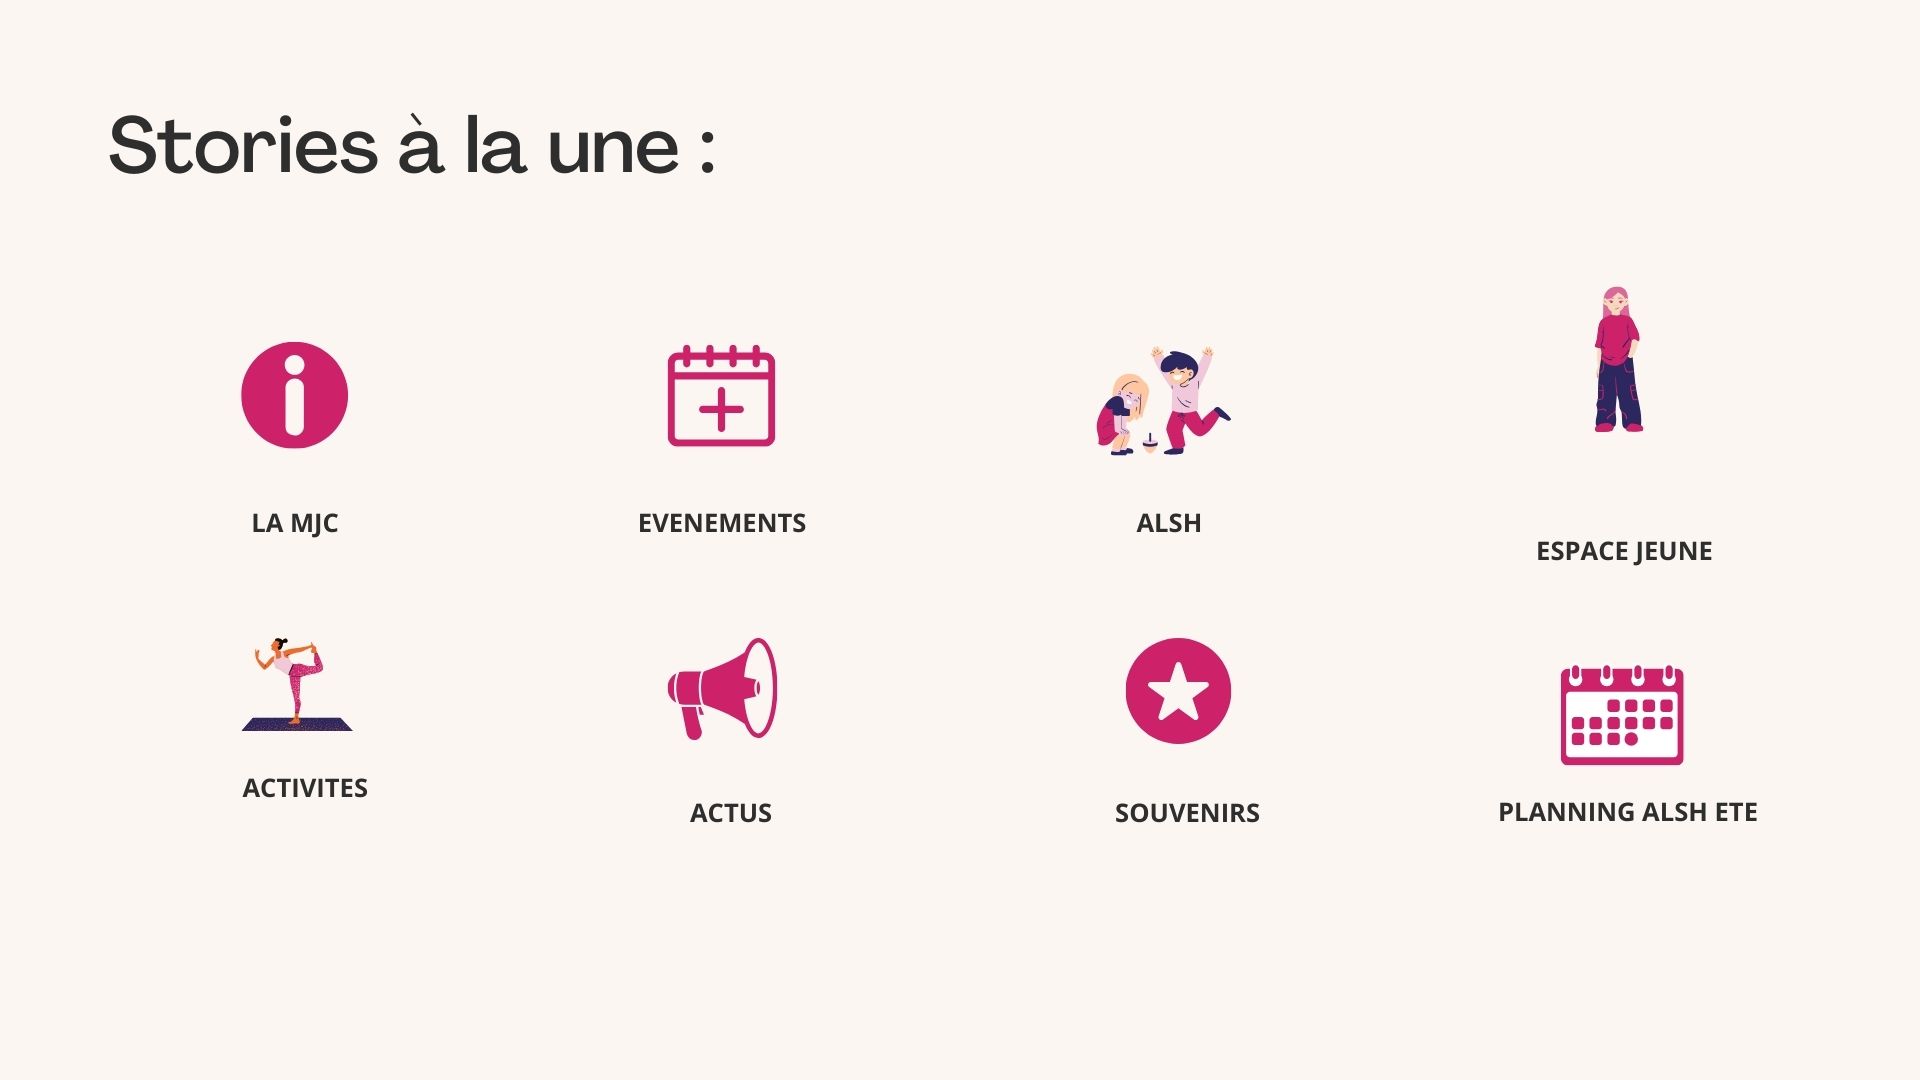 Stories à la une :
LA MJC
EVENEMENTS
ALSH
ESPACE JEUNE
ACTIVITES
ACTUS
SOUVENIRS
PLANNING ALSH ETE